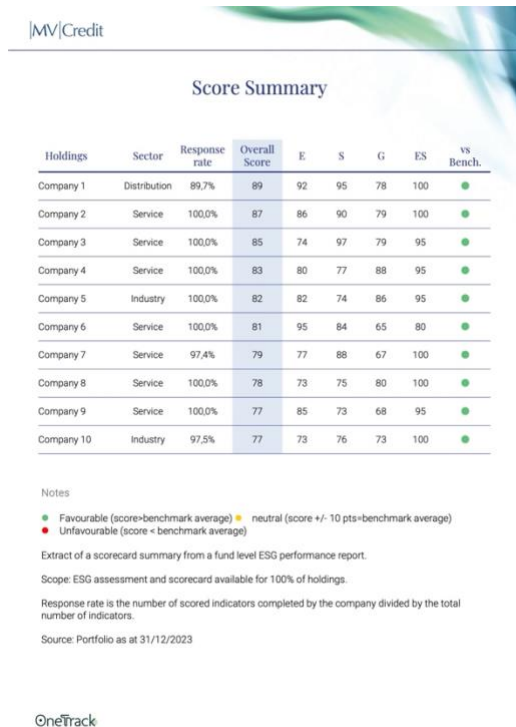 |MV|Credit
Score Summary
Holdings Sector Response rate Overall Score E S G ES vs Bench.
Company 1 Distribution 89,7% 89 92 95 78 100
Company 2 Service 100,0% 87 86 90 79 100
Company 3 Service 100,0% 85 74 97 79 95
Company 4 Service 100,0% 83 80 77 88 95
Company 5 Industry 100,0% 82 82 74 86 95
Company 6 Service 100,0% 81 95 84 65 80
Company 7 Service 97,4% 79 77 88 67 100
Company 8 Service 100,0% 78 73 75 80 100
Company 9 Service 100,0% 77 85 73 68 95
Company 10 Industry 97,5% 77 73 76 73 100
Notes
Favourable (score>benchmark average) neutral (score +/- 10 pts=benchmark average)
Unfavourable (score < benchmark average)
Extract of a scorecard summary from a fund level ESG performance report.
Scope: ESG assessment and scorecard available for 100% of holdings.
Response rate is the number of scored indicators completed by the company divided by the total
number of indicators.
Source: Portfolio as at 31/12/2023
OneTrack